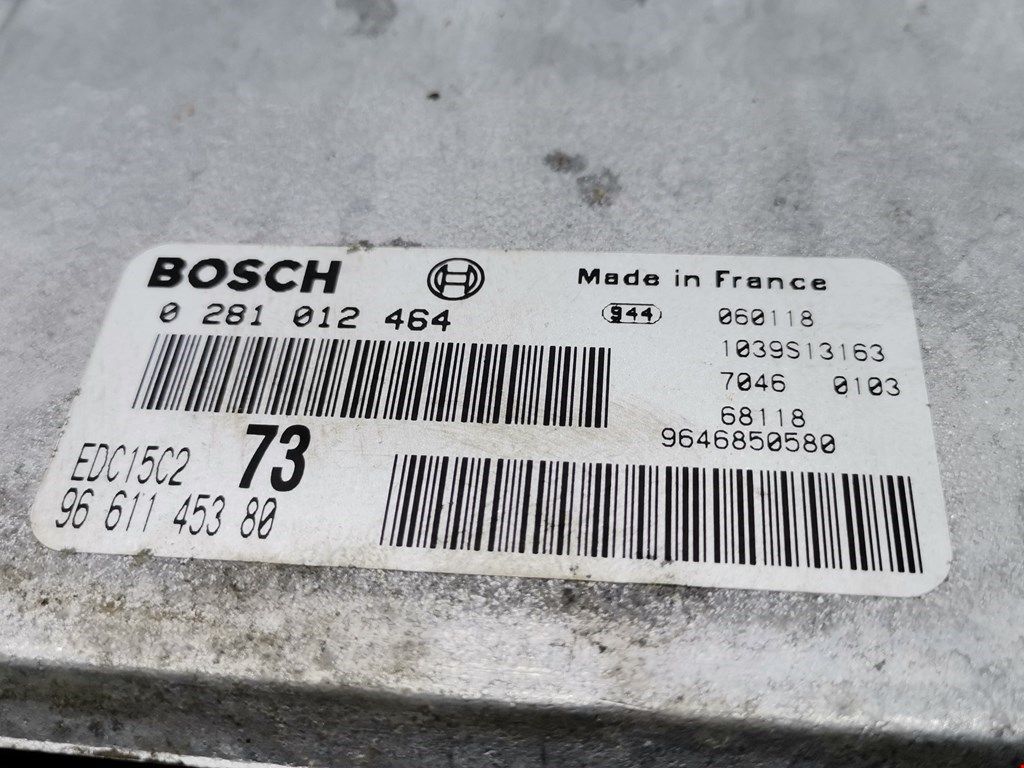 BOSCH
Made in France
0 281 012 464
944
060118
1039S13163
7046 0103
68118
9646850580
EDC15C2 73
96 611 453 80